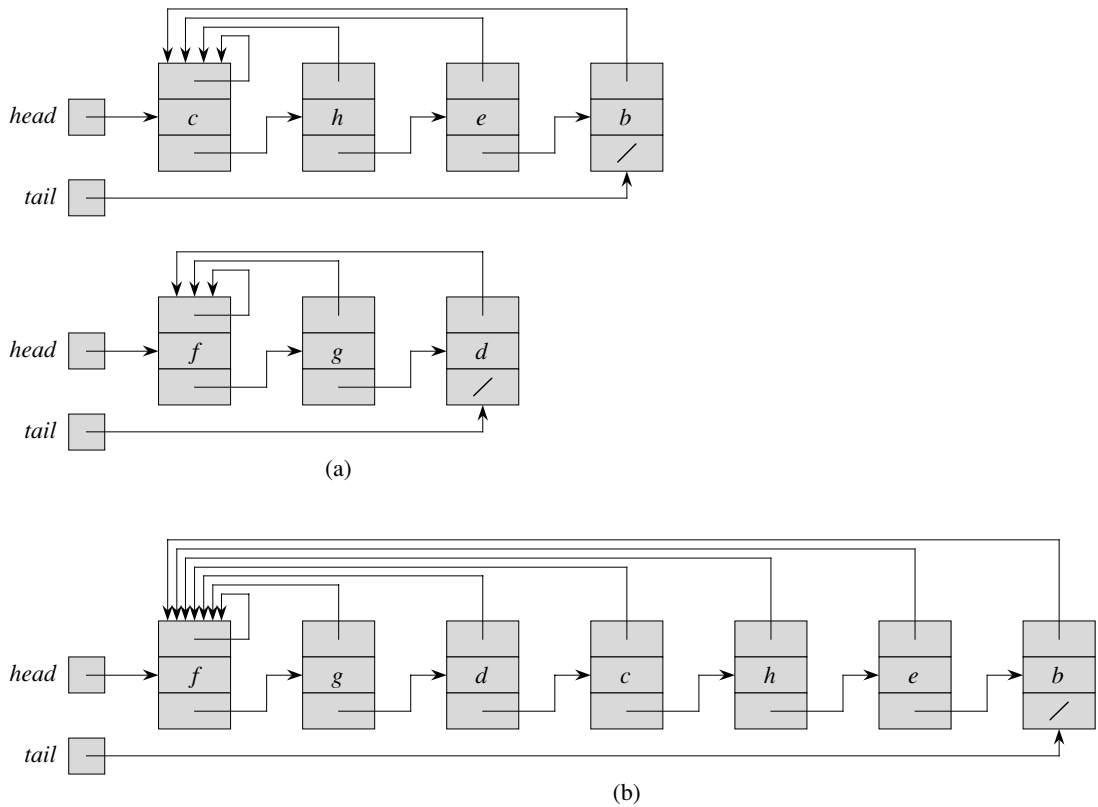 head c h e b
tail
head f g d
tail
(a)
head f g d c h e b
tail
(b)